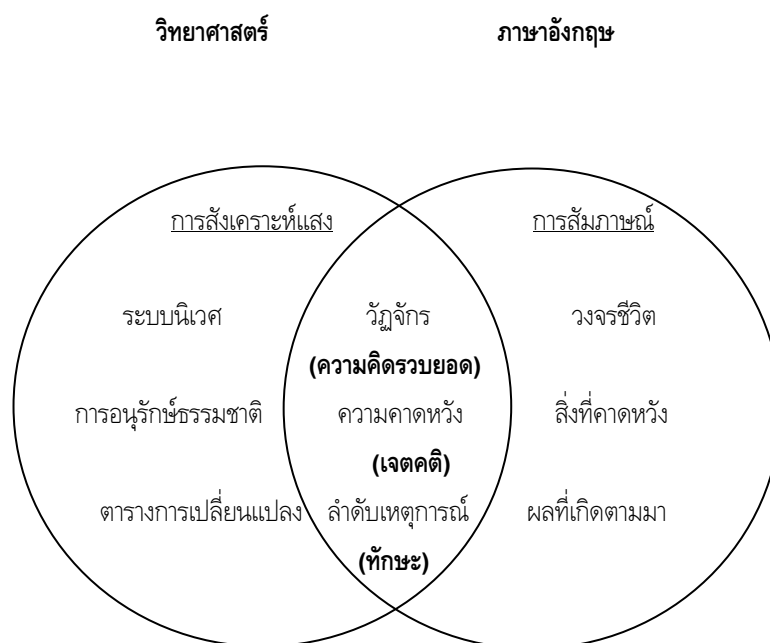 วิทยาศาสตร์ ภาษาอังกฤษ
การสังเคราะห์แสง การสัมภาษณ์
ระบบนิเวศ วัฏจักร วงจรชีวิต
(ความคิดรวบยอด)
การอนุรักษ์ธรรมชาติ ความคาดหวัง สิ่งที่คาดหวัง
(เจตคติ)
ตารางการเปลี่ยนแปลง ลำดับเหตุการณ์ ผลที่เกิดตามมา
(ทักษะ)